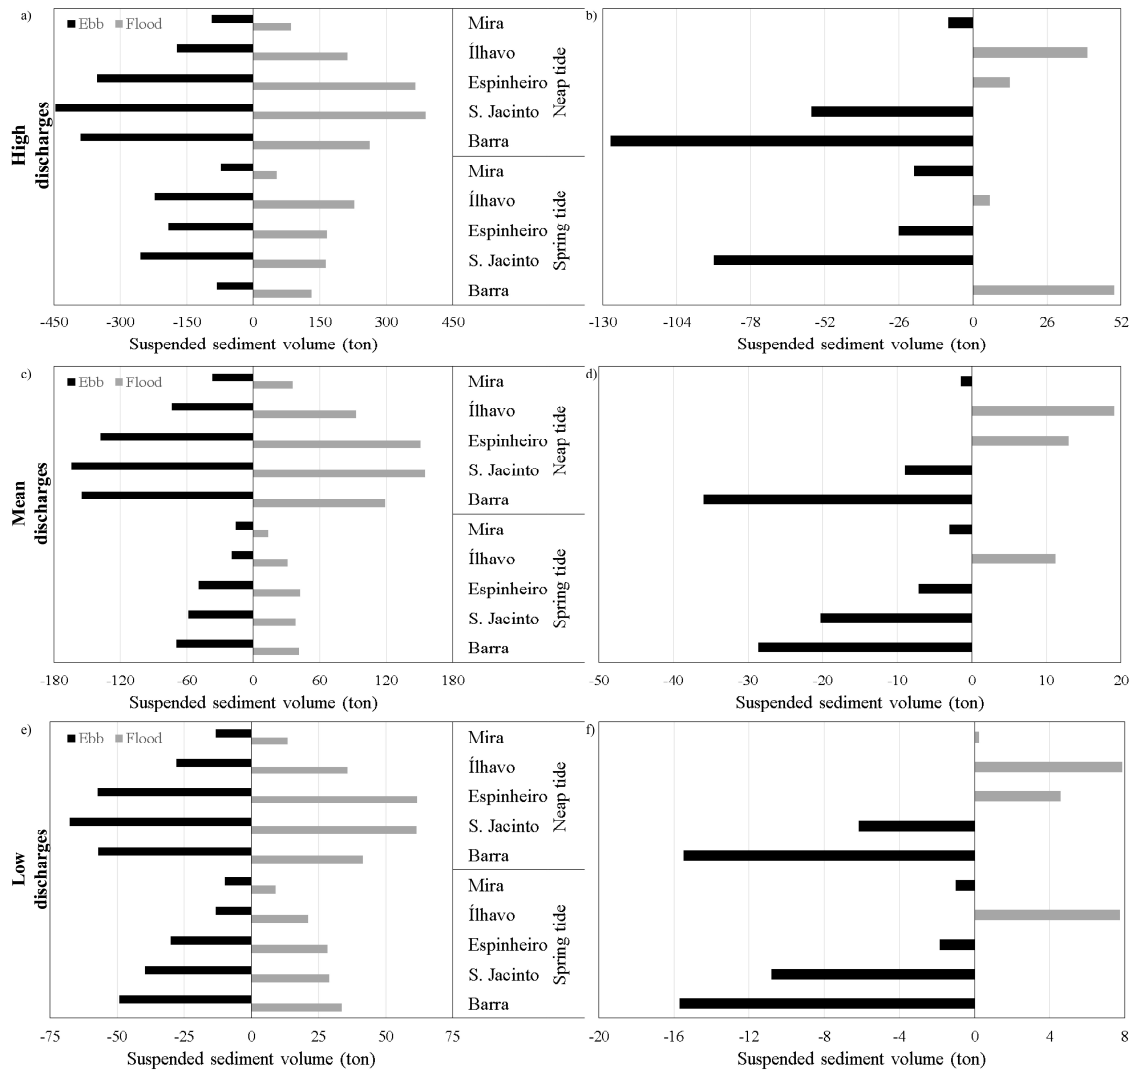 a)
Ebb Flood
Mira
Ílhavo
Espinheiro
S. Jacinto
Barra
Neap tide
Mira
Ílhavo
Espinheiro
S. Jacinto
Barra
Spring tide
High
discharges
-450 -300 -150 0 150 300 450
Suspended sediment volume (ton)
b)
-130 -104 -78 -52 -26 0 26 52
Suspended sediment volume (ton)
c)
Ebb Flood
Mira
Ílhavo
Espinheiro
S. Jacinto
Barra
Neap tide
Mira
Ílhavo
Espinheiro
S. Jacinto
Barra
Spring tide
Mean
discharges
-180 -120 -60 0 60 120 180
Suspended sediment volume (ton)
d)
-50 -40 -30 -20 -10 0 10 20
Suspended sediment volume (ton)
e)
Ebb Flood
Mira
Ílhavo
Espinheiro
S. Jacinto
Barra
Neap tide
Mira
Ílhavo
Espinheiro
S. Jacinto
Barra
Spring tide
Low
discharges
-75 -50 -25 0 25 50 75
Suspended sediment volume (ton)
f)
-20 -16 -12 -8 -4 0 4 8
Suspended sediment volume (ton)